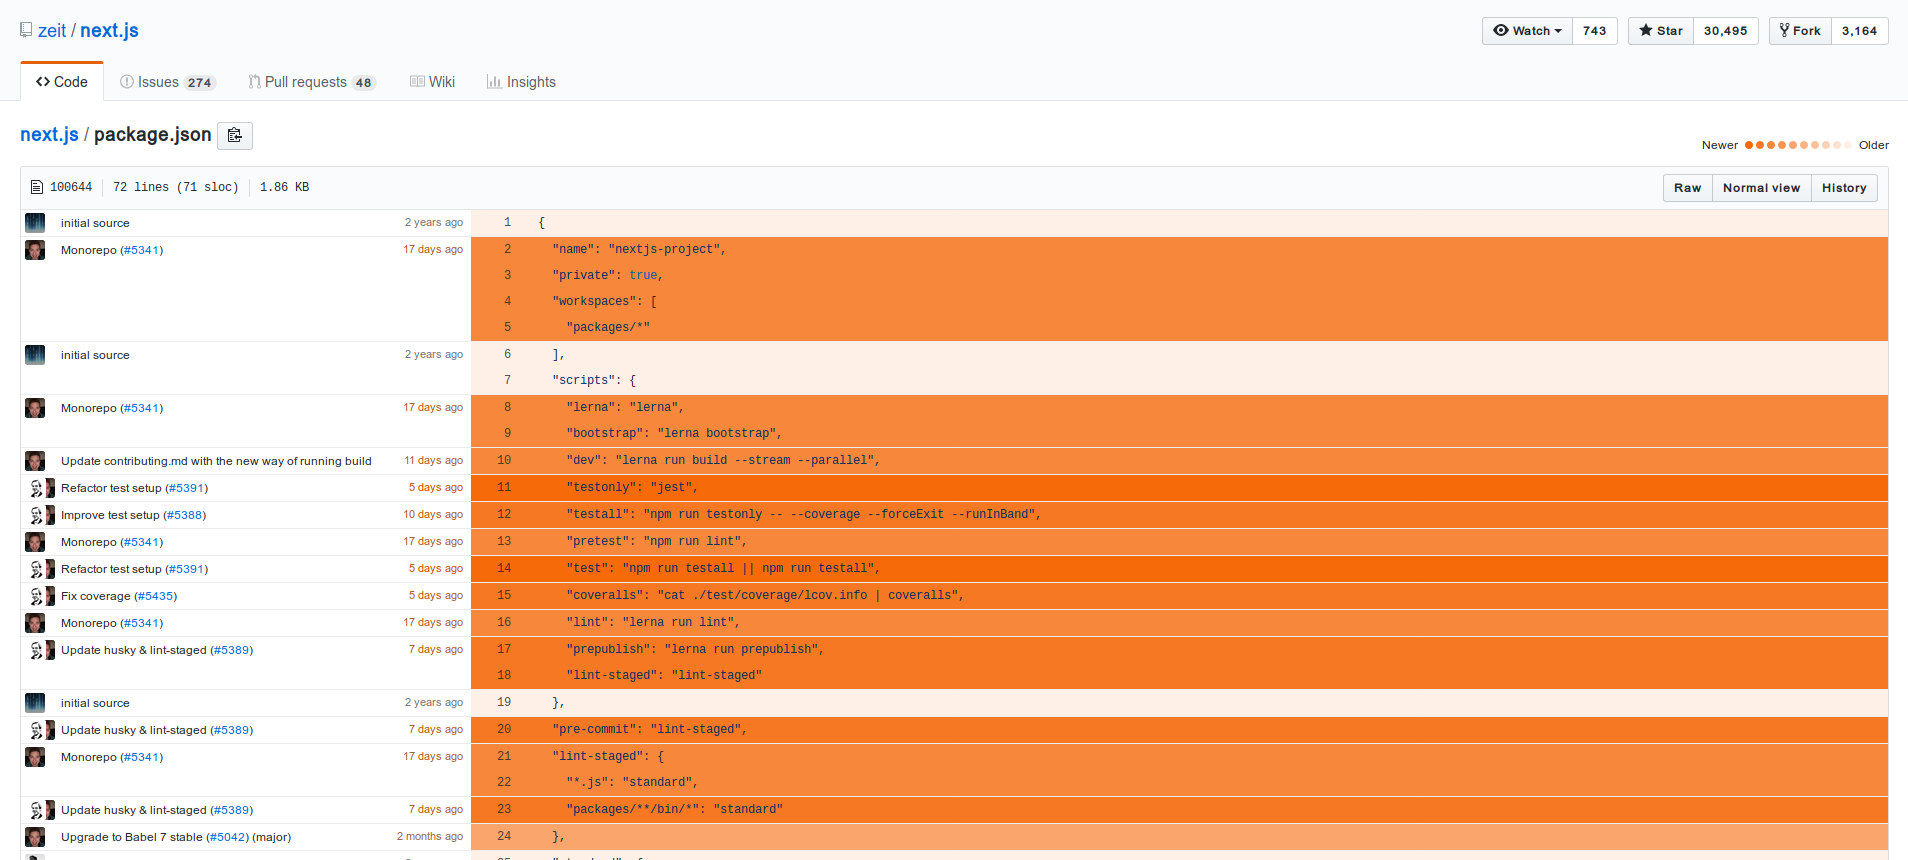 zeit / next.js
Watch 743 Star 30,495 Fork 3,164
Code Issues 274 Pull requests 48 Wiki Insights
next.js / package.json
Newer Older
100644 72 lines (71 sloc) 1.86 KB
Raw Normal view History
initial source 2 years ago 1 {
Monorepo (#5341) 17 days ago 2 "name": "nextjs-project",
3 "private": true,
4 "workspaces": [
5 "packages/*"
initial source 2 years ago 6 ],
7 "scripts": {
Monorepo (#5341) 17 days ago 8 "lerna": "lerna",
9 "bootstrap": "lerna bootstrap",
Update contributing.md with the new way of running build 11 days ago 10 "dev": "lerna run build --stream --parallel",
Refactor test setup (#5391) 5 days ago 11 "testonly": "jest",
Improve test setup (#5388) 10 days ago 12 "testall": "npm run testonly -- --coverage --forceExit --runInBand",
Monorepo (#5341) 17 days ago 13 "pretest": "npm run lint",
Refactor test setup (#5391) 5 days ago 14 "test": "npm run testall || npm run testall",
Fix coverage (#5435) 5 days ago 15 "coveralls": "cat ./test/coverage/lcov.info | coveralls",
Monorepo (#5341) 17 days ago 16 "lint": "lerna run lint",
Update husky & lint-staged (#5389) 7 days ago 17 "prepublish": "lerna run prepublish",
18 "lint-staged": "lint-staged"
initial source 2 years ago 19 },
Update husky & lint-staged (#5389) 7 days ago 20 "pre-commit": "lint-staged",
Monorepo (#5341) 17 days ago 21 "lint-staged": {
22 "*.js": "standard",
Update husky & lint-staged (#5389) 7 days ago 23 "packages/**/bin/*": "standard"
Upgrade to Babel 7 stable (#5042) (major) 2 months ago 24 },